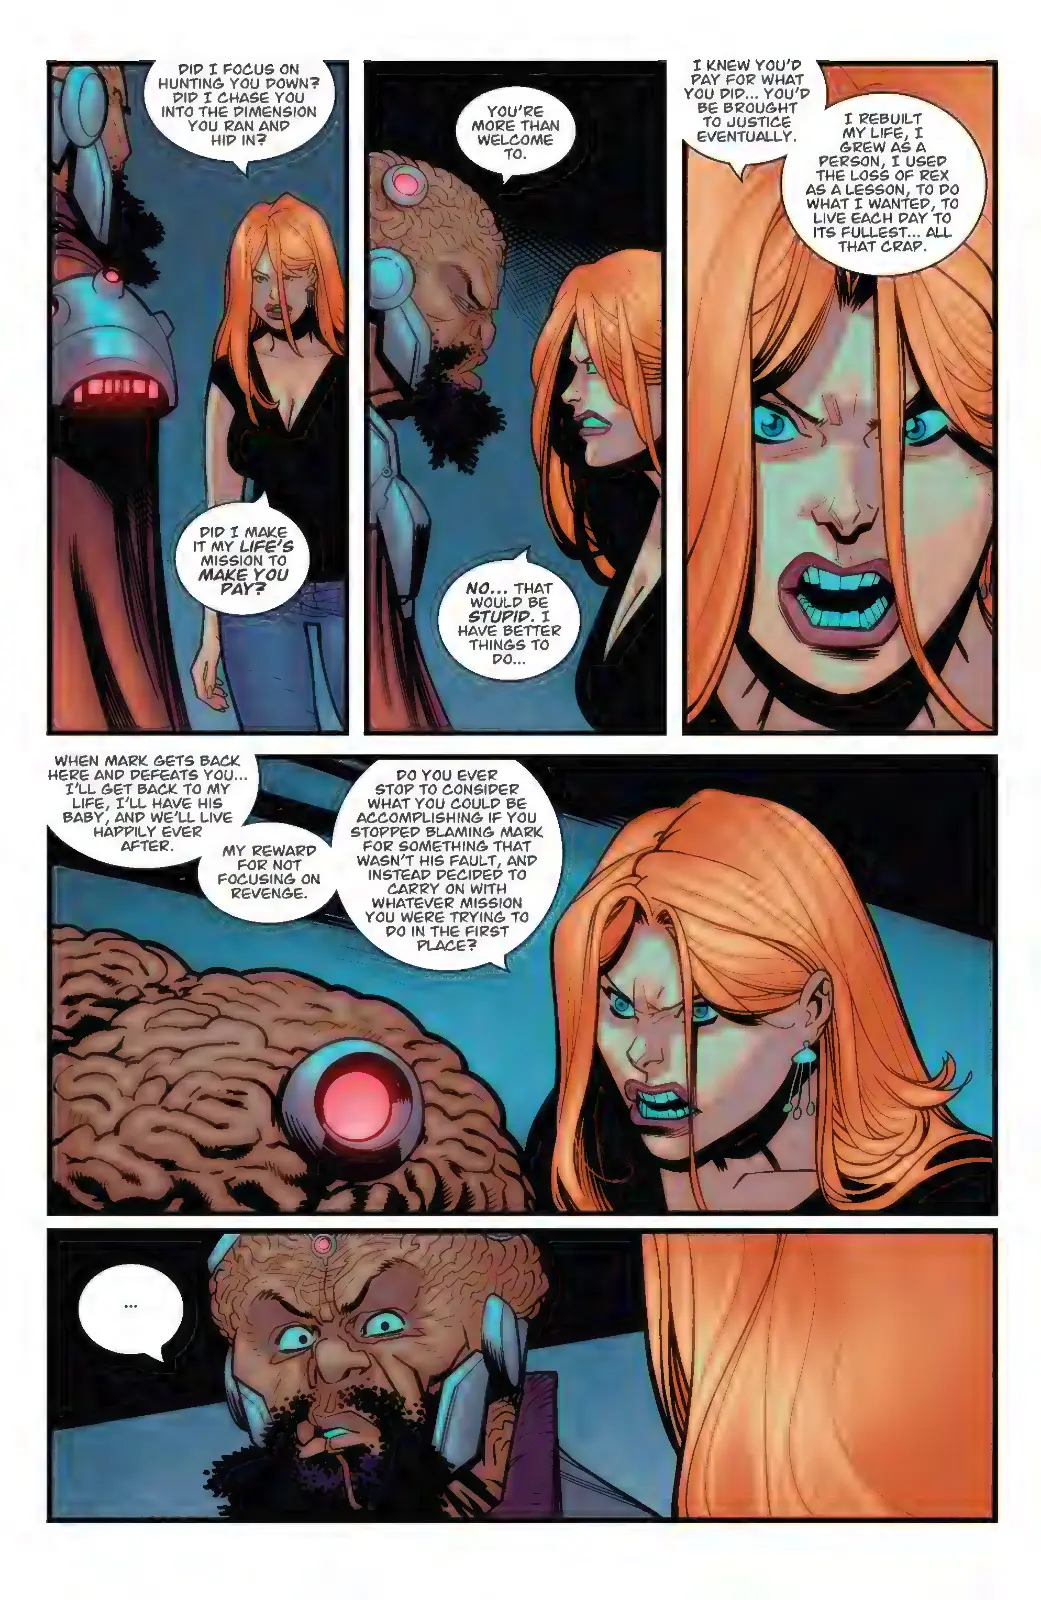 DID I FOCUS ON
HUNTING YOU DOWN?
DID I CHASE YOU
INTO THE DIMENSION
YOU RAN AND
HID IN?
DID I MAKE
IT MY LIFE'S
MISSION TO
MAKE YOU
PAY?
YOU'RE
MORE THAN
WELCOME
TO.
NO... THAT
WOULD BE
STUPID. I
HAVE BETTER
THINGS TO
DO...
I KNEW YOU'D
PAY FOR WHAT
YOU DID... YOU'D
BE BROUGHT
TO JUSTICE
EVENTUALLY.
I REBUILT
MY LIFE, I
GREW AS A
PERSON, I USED
THE LOSS OF REX
AS A LESSON, TO DO
WHAT I WANTED, TO
LIVE EACH DAY TO
ITS FULLEST... ALL
THAT CRAP.
WHEN MARK GETS BACK
HERE AND DEFEATS YOU...
I'LL GET BACK TO MY
LIFE, I'LL HAVE HIS
BABY, AND WE'LL LIVE
HAPPILY EVER
AFTER.
MY REWARD
FOR NOT
FOCUSING ON
REVENGE.
DO YOU EVER
STOP TO CONSIDER
WHAT YOU COULD BE
ACCOMPLISHING IF YOU
STOPPED BLAMING MARK
FOR SOMETHING THAT
WASN'T HIS FAULT, AND
INSTEAD DECIDED TO
CARRY ON WITH
WHATEVER MISSION
YOU WERE TRYING TO
DO IN THE FIRST
PLACE?
...